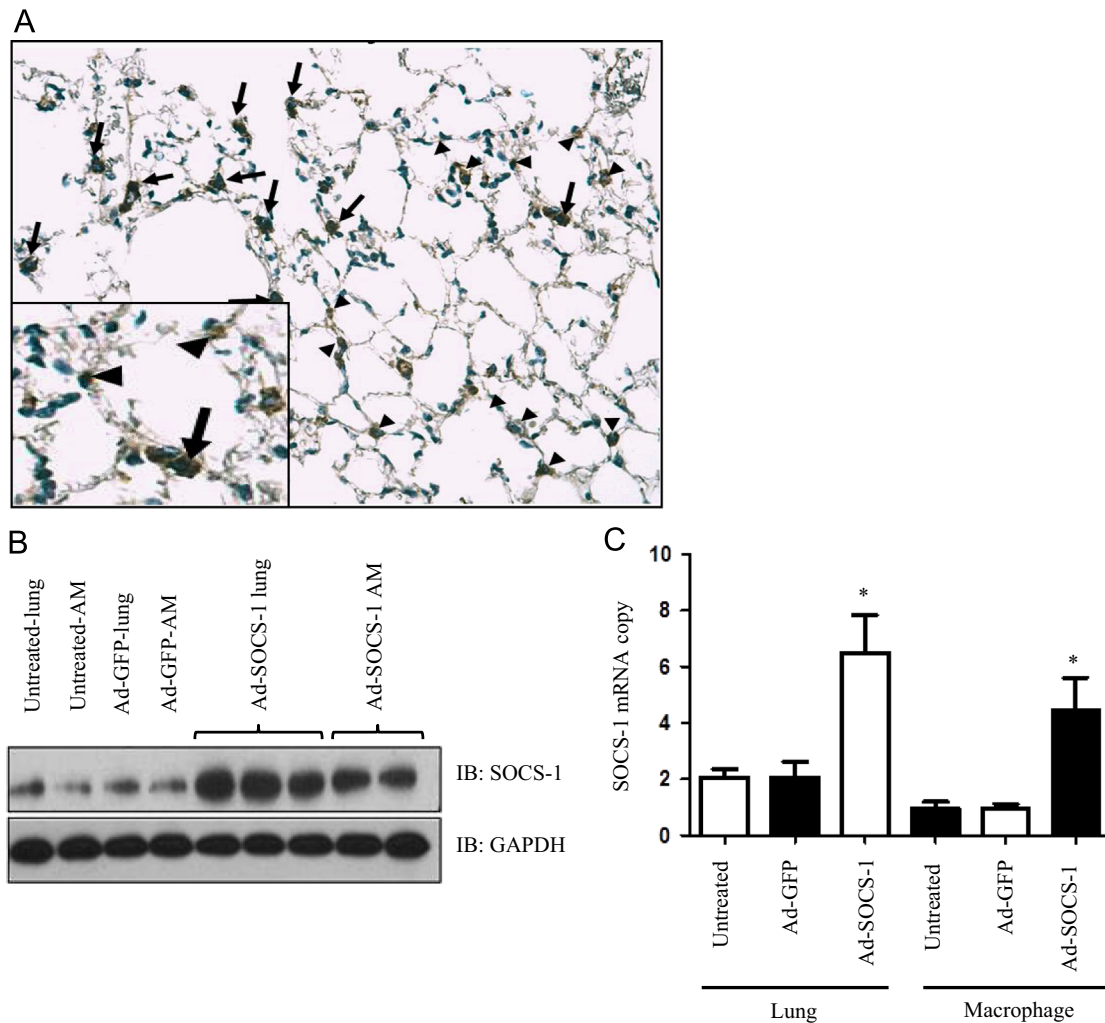 A
B
Untreated-lung
Untreated-AM
Ad-GFP-lung
Ad-GFP-AM
Ad-SOCS-1 lung
Ad-SOCS-1 AM
IB: SOCS-1
IB: GAPDH
C
SOCS-1 mRNA copy
10
8
6
4
2
0
*
*
Untreated
Ad-GFP
Ad-SOCS-1
Untreated
Ad-GFP
Ad-SOCS-1
Lung
Macrophage